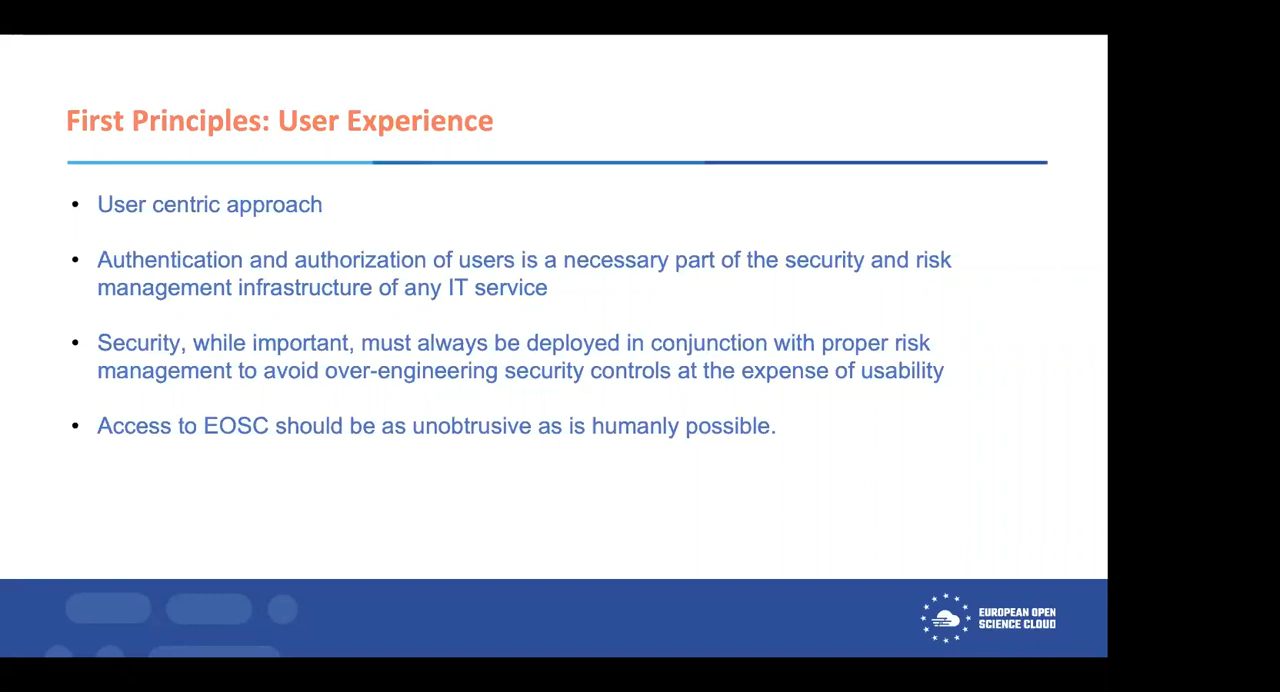 First Principles: User Experience
• User centric approach
• Authentication and authorization of users is a necessary part of the security and risk
management infrastructure of any IT service
• Security, while important, must always be deployed in conjunction with proper risk
management to avoid over-engineering security controls at the expense of usability
• Access to EOSC should be as unobtrusive as is humanly possible.
EUROPEAN OPEN
SCIENCE CLOUD